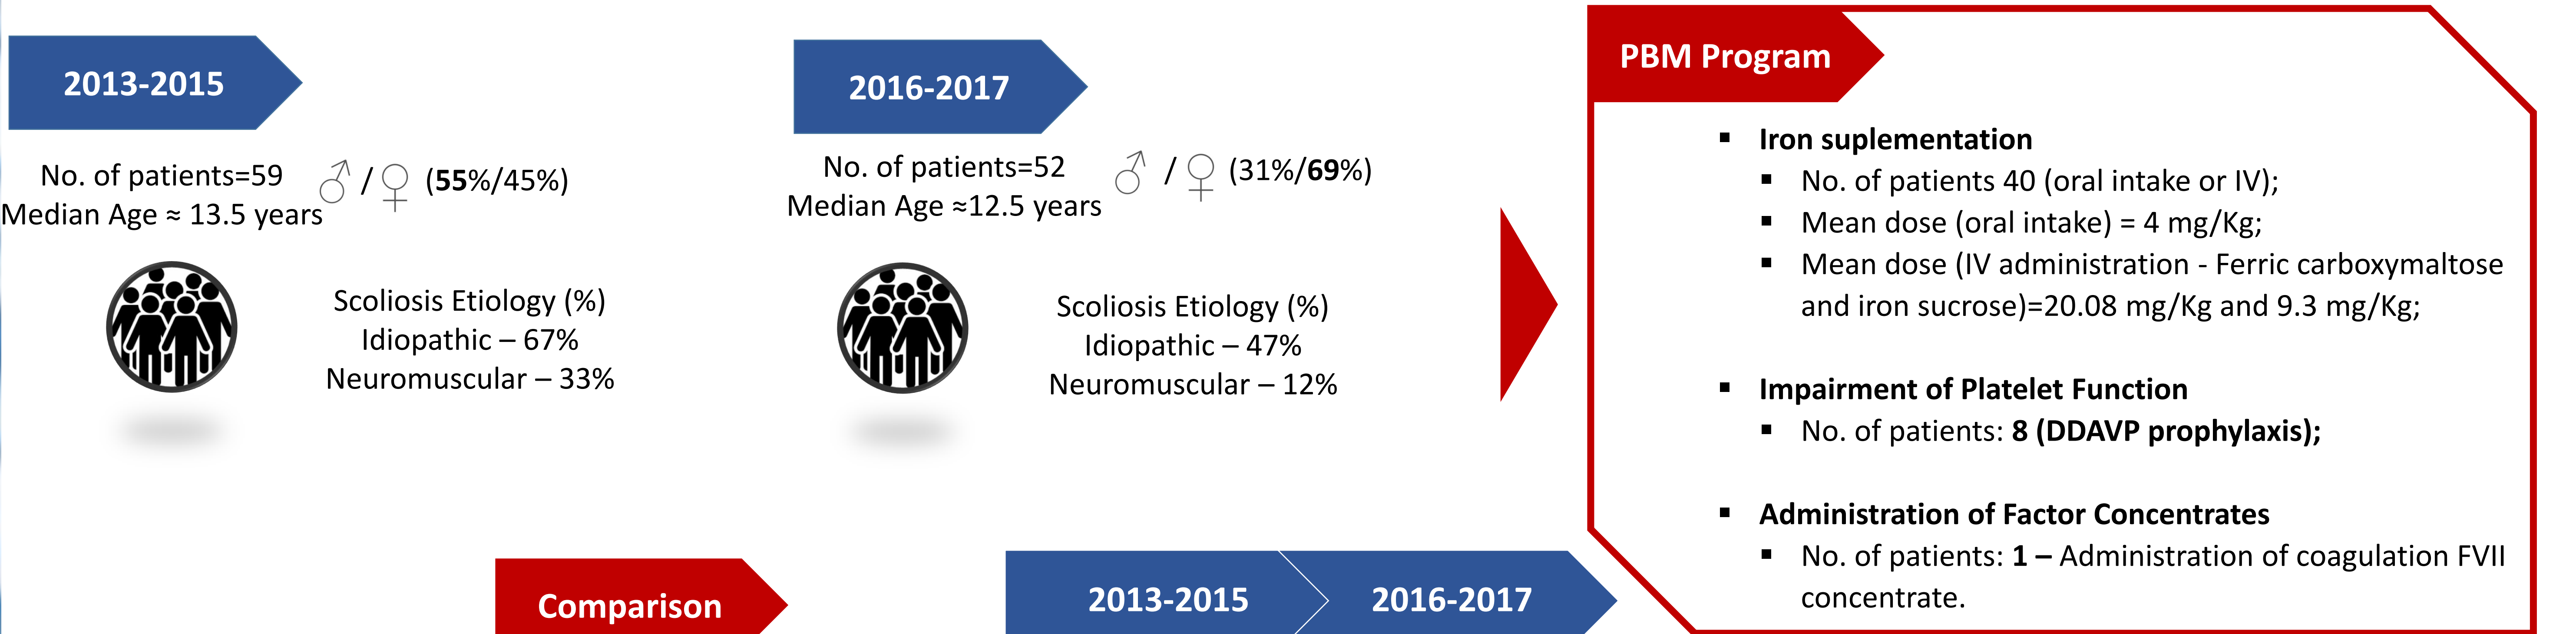 2013-2015
No. of patients=59
Median Age ≈ 13.5 years
♂ / ♀ (55%/45%)
Scoliosis Etiology (%)
Idiopathic – 67%
Neuromuscular – 33%
2016-2017
No. of patients=52
Median Age ≈12.5 years
♂ / ♀ (31%/69%)
Scoliosis Etiology (%)
Idiopathic – 47%
Neuromuscular – 12%
PBM Program
▪ Iron suplementation
▪ No. of patients 40 (oral intake or IV);
▪ Mean dose (oral intake) = 4 mg/Kg;
▪ Mean dose (IV administration - Ferric carboxymaltose
and iron sucrose)=20.08 mg/Kg and 9.3 mg/Kg;
▪ Impairment of Platelet Function
▪ No. of patients: 8 (DDAVP prophylaxis);
▪ Administration of Factor Concentrates
▪ No. of patients: 1 – Administration of coagulation FVII
concentrate.
Comparison
2013-2015
2016-2017